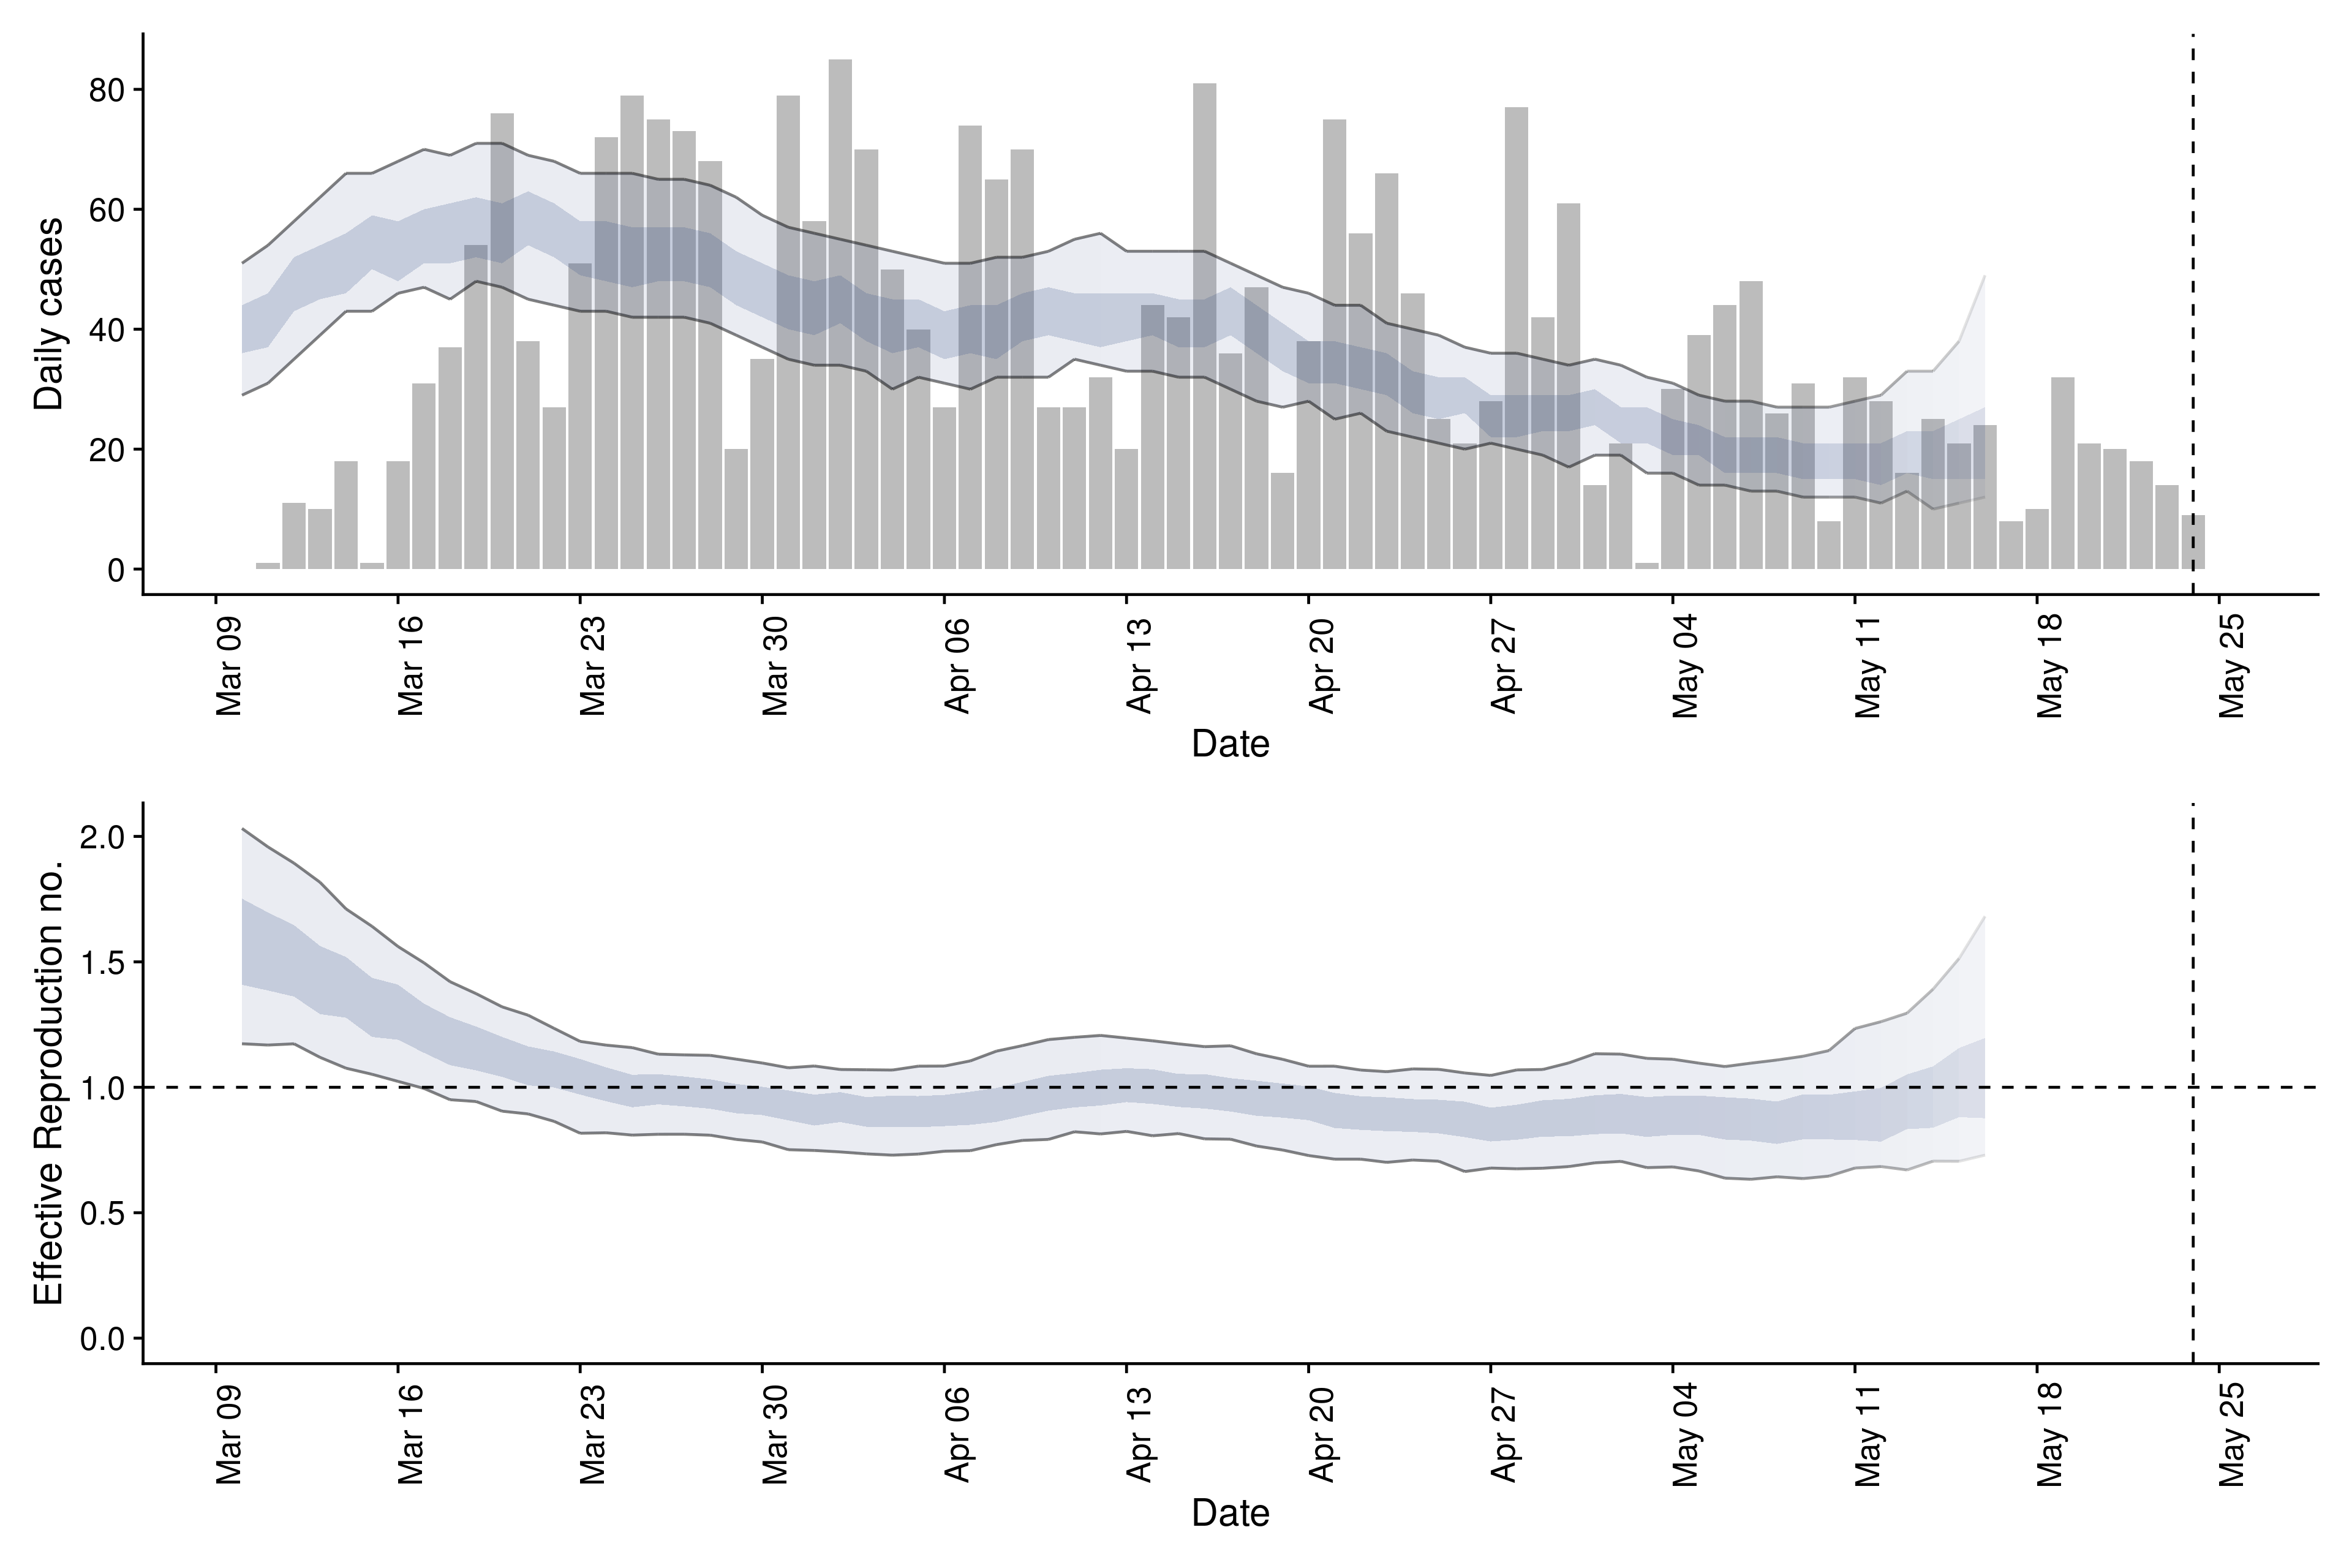 Daily cases
80
60
40
20
0
Mar 09
Mar 16
Mar 23
Mar 30
Apr 06
Apr 13
Apr 20
Apr 27
May 04
May 11
May 18
May 25
Date
Effective Reproduction no.
2.0
1.5
1.0
0.5
0.0
Mar 09
Mar 16
Mar 23
Mar 30
Apr 06
Apr 13
Apr 20
Apr 27
May 04
May 11
May 18
May 25
Date